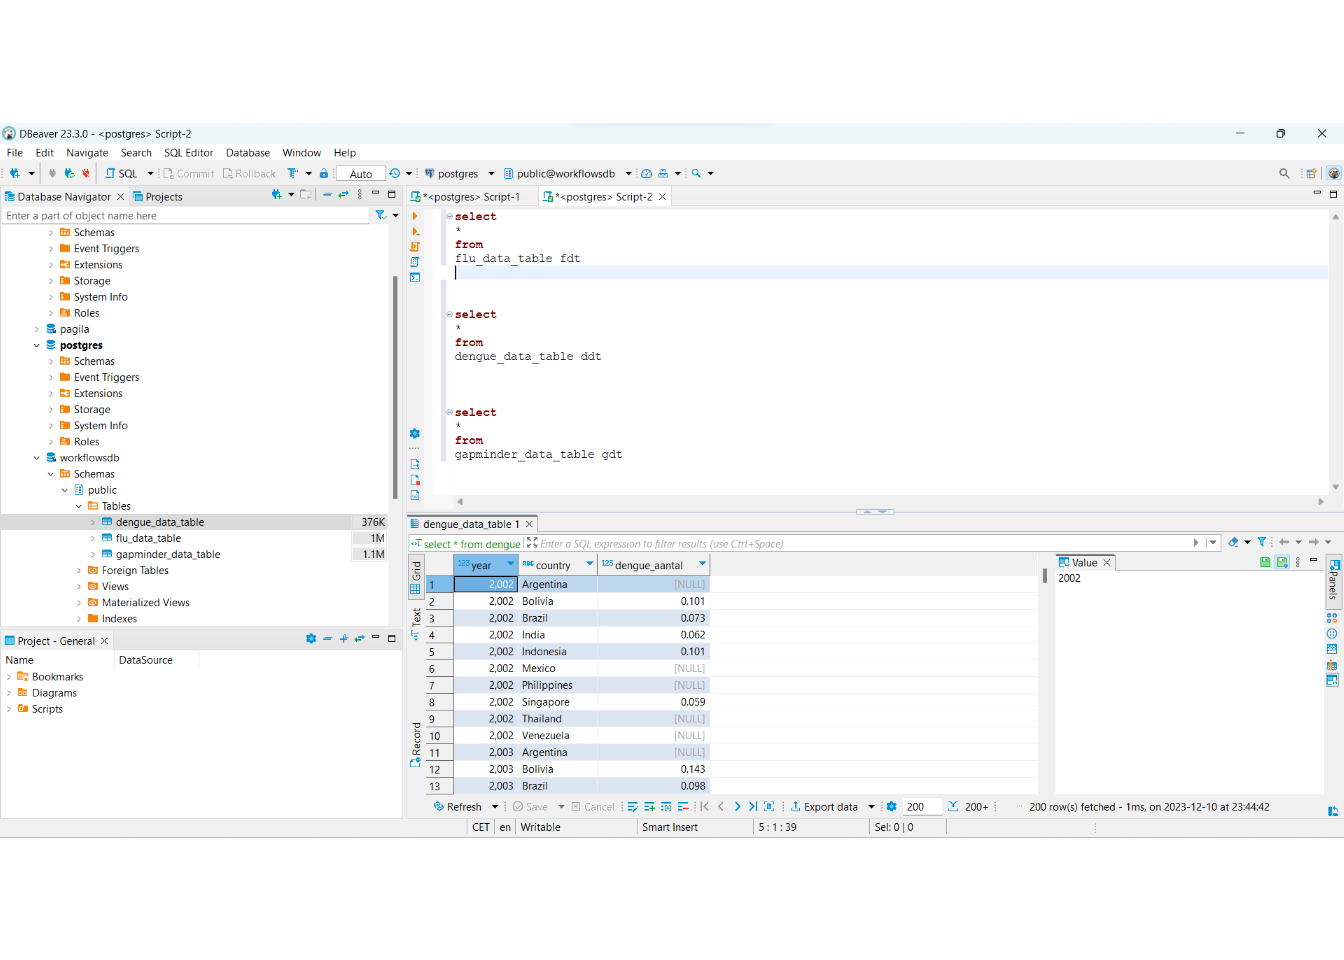 DBeaver 23.3.0 - <postgres> Script-2
File Edit Navigate Search SQL Editor Database Window Help
SQL Commit Rollback Auto postgres public@workflowsdb
Database Navigator Projects
Enter a part of object name here
Schemas
Event Triggers
Extensions
Storage
System Info
Roles
pagila
postgres
Schemas
Event Triggers
Extensions
Storage
System Info
Roles
workflowsdb
Schemas
public
Tables
dengue_data_table 376K
flu_data_table 1M
gapminder_data_table 1.1M
Foreign Tables
Views
Materialized Views
Indexes
Project - General
Name DataSource
Bookmarks
Diagrams
Scripts
*<postgres> Script-1 *<postgres> Script-2
select
*
from
flu_data_table fdt
select
*
from
dengue_data_table ddt
select
*
from
gapminder_data_table gdt
dengue_data_table 1
select * from dengue Enter a SQL expression to filter results (use Ctrl+Space)
Grid
Text
Record
123 year ABC country 123 dengue_aantal
1 2,002 Argentina [NULL]
2 2,002 Bolivia 0.101
3 2,002 Brazil 0.073
4 2,002 India 0.062
5 2,002 Indonesia 0.101
6 2,002 Mexico [NULL]
7 2,002 Philippines [NULL]
8 2,002 Singapore 0.059
9 2,002 Thailand [NULL]
10 2,002 Venezuela [NULL]
11 2,003 Argentina [NULL]
12 2,003 Bolivia 0.143
13 2,003 Brazil 0.098
Value
2002
Panels
Refresh Save Cancel Export data 200 200+ 200 row(s) fetched - 1ms, on 2023-12-10 at 23:44:42
CET en Writable Smart Insert 5 : 1 : 39 Sel: 0 | 0